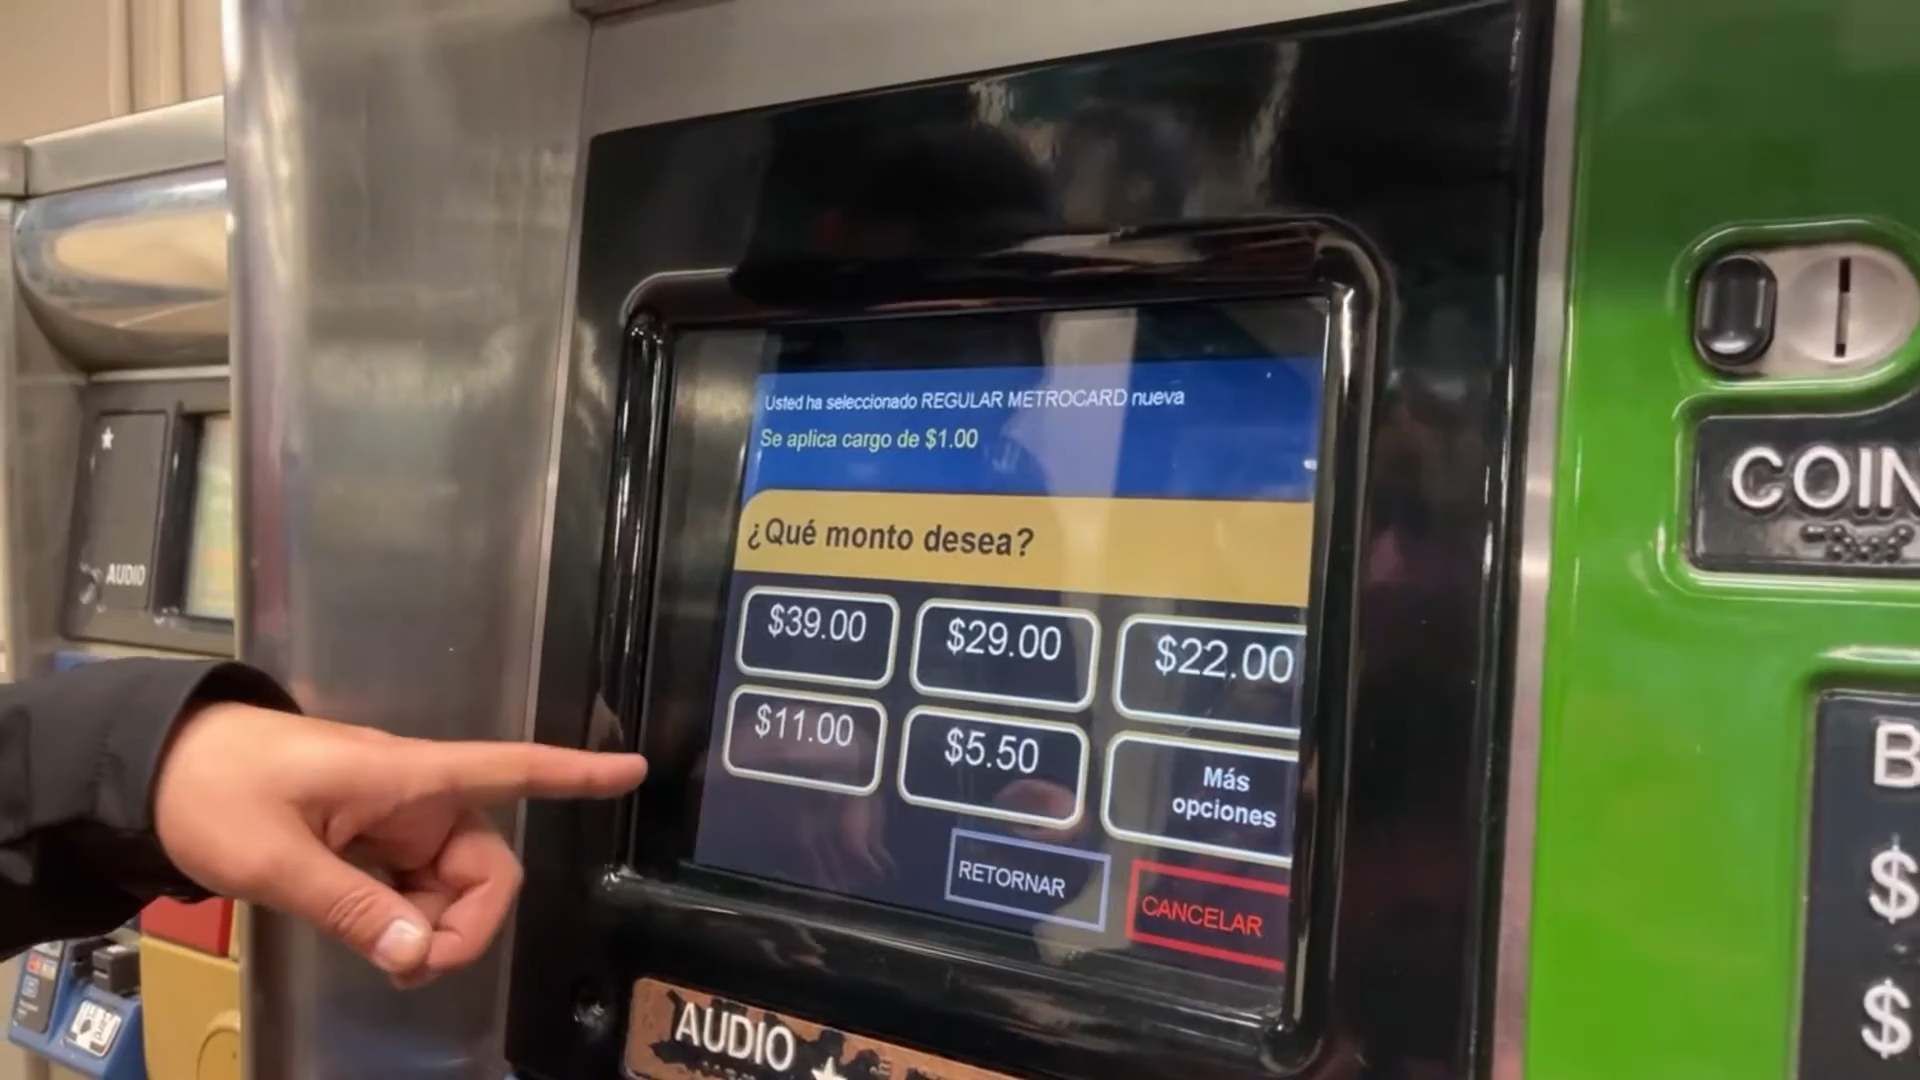 Usted ha seleccionado REGULAR METROCARD nueva
Se aplica cargo de $1.00
¿Qué monto desea?
$39.00 $29.00 $22.00
$11.00 $5.50 Más
opciones
RETORNAR
CANCELAR
AUDIO
AUDIO
COIN
B
$
$